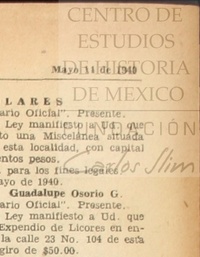 CENTRO DE
ESTUDIOS
DE HISTORIA
DE MEXICO
FUNDACIÓN
Carlos Slim
Mayo 11 de 1940
LARES
ario Oficial". Presente.
Ley manifiesto a Ud. que
to una Miscelánea situada
esta localidad, con capital
entos pesos.
para los fines legales.
ayo de 1940.
Guadalupe Osorio G.
ario Oficial". Presente.
Ley manifiesto a Ud. que
Expendio de Licores en en-
la calle 23 No. 104 de esta
giro de $50.00.